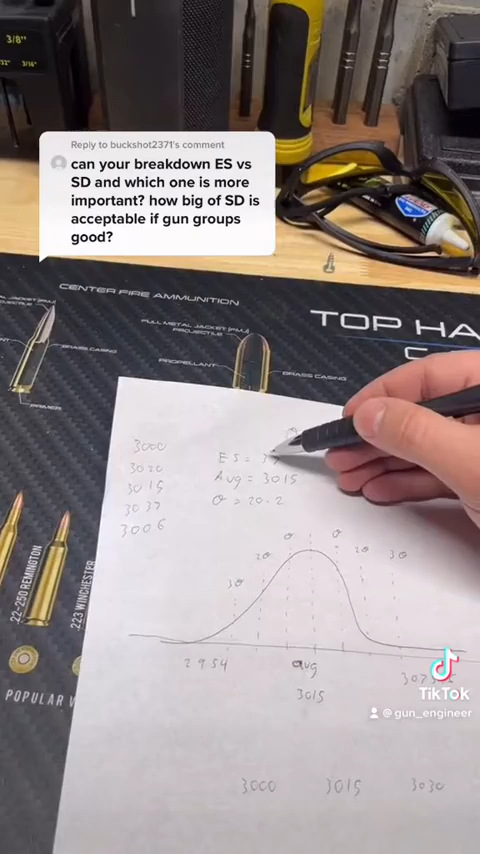 3/8"
3/16"
Reply to buckshot2371's comment
can your breakdown ES vs
SD and which one is more
important? how big of SD is
acceptable if gun groups
good?
CENTER FIRE AMMUNITION
TOP HA
FULL METAL JACKET (FMJ)
PROJECTILE
BRASS CASING
PROPELLANT
BRASS CASING
PRIMER
3000
3020
3015
3037
3006
ES = 
Avg = 3015
σ = 20.2
σ
σ
2σ
2σ
3σ
3σ
2954
avg
3015
3000
3015
3030
22-250 REMINGTON
.223 WINCHESTER
POPULAR
TikTok
@gun_engineer